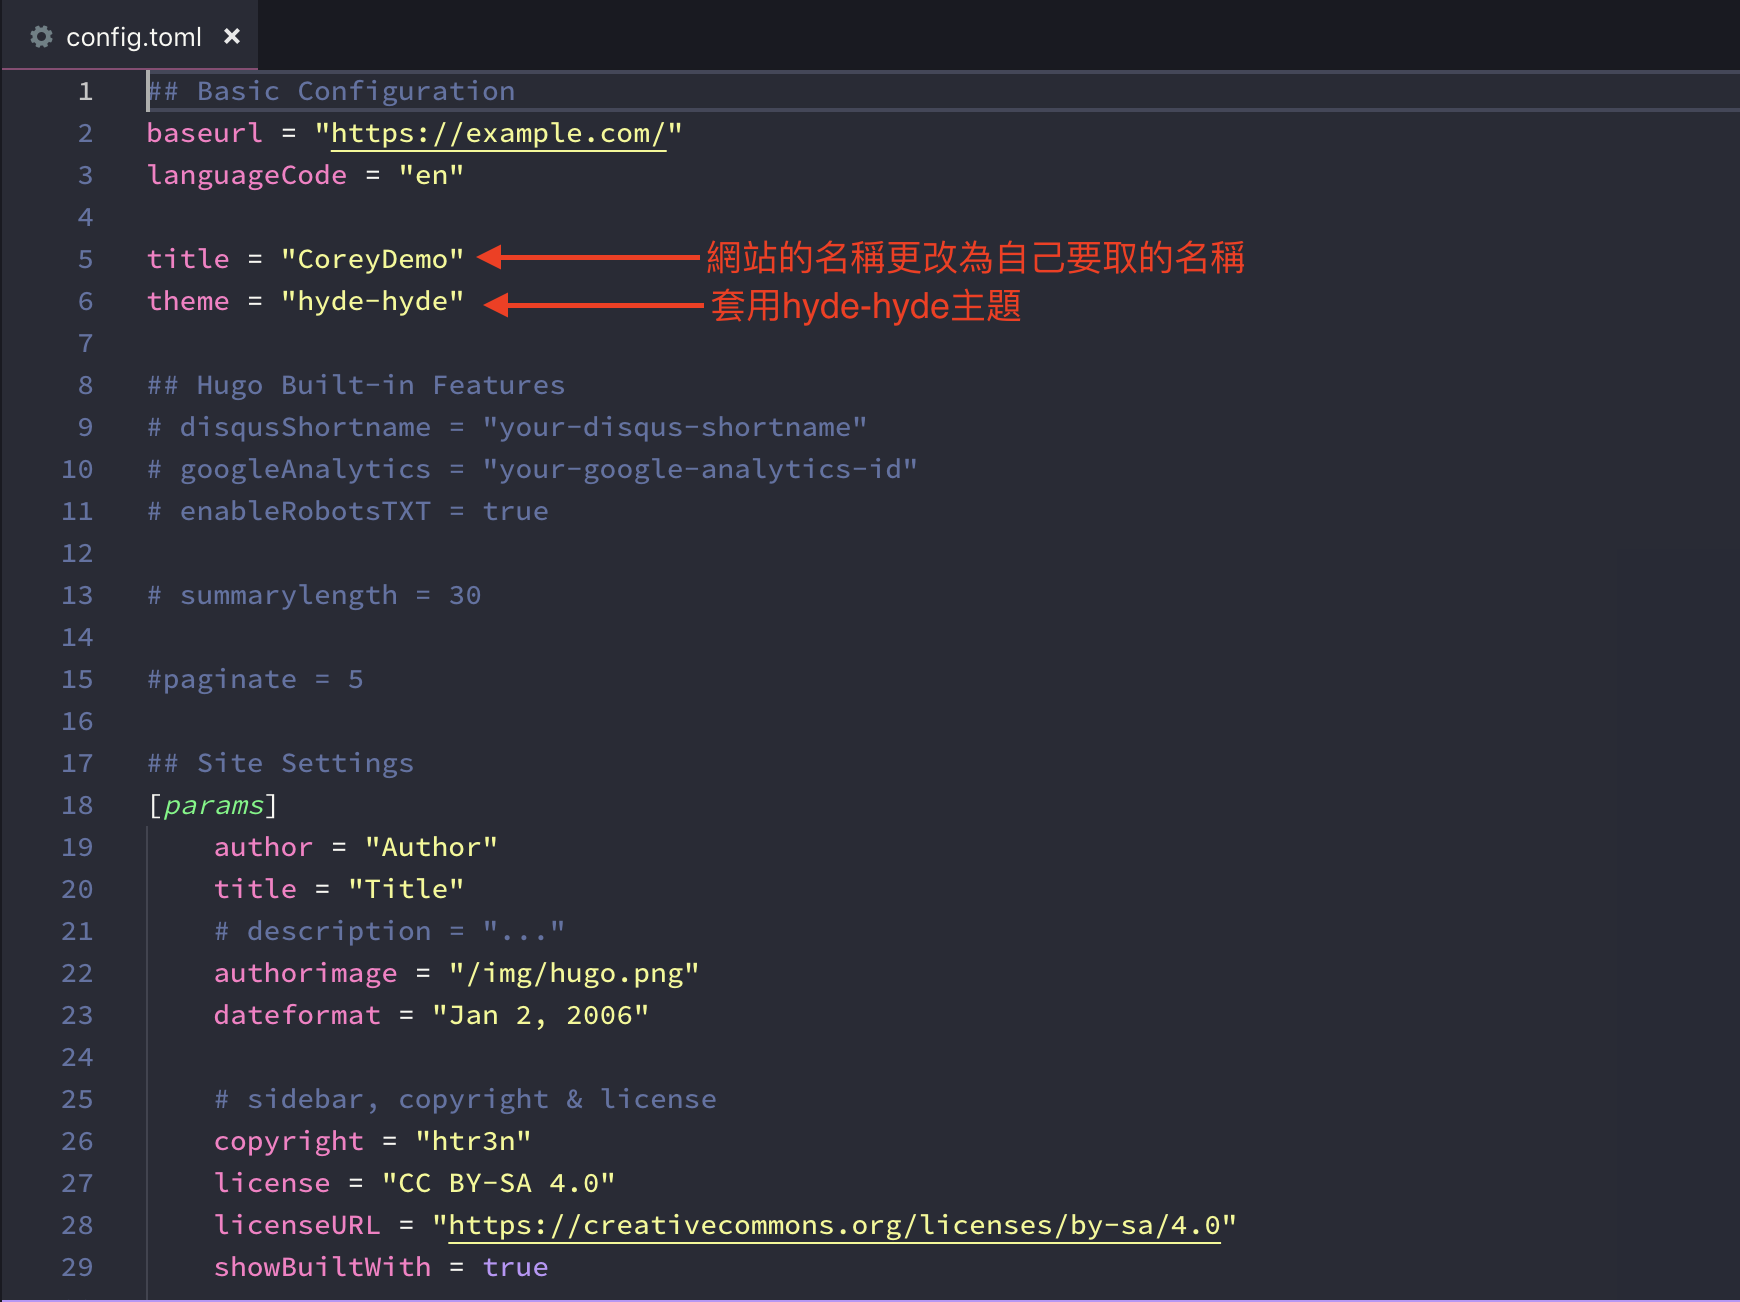 config.toml ×
1 ## Basic Configuration
2 baseurl = "https://example.com/"
3 languageCode = "en"
4
5 title = "CoreyDemo" 網站的名稱更改為自己要取的名稱
6 theme = "hyde-hyde" 套用hyde-hyde主題
7
8 ## Hugo Built-in Features
9 # disqusShortname = "your-disqus-shortname"
10 # googleAnalytics = "your-google-analytics-id"
11 # enableRobotsTXT = true
12
13 # summarylength = 30
14
15 #paginate = 5
16
17 ## Site Settings
18 [params]
19 author = "Author"
20 title = "Title"
21 # description = "..."
22 authorimage = "/img/hugo.png"
23 dateformat = "Jan 2, 2006"
24
25 # sidebar, copyright & license
26 copyright = "htr3n"
27 license = "CC BY-SA 4.0"
28 licenseURL = "https://creativecommons.org/licenses/by-sa/4.0"
29 showBuiltWith = true